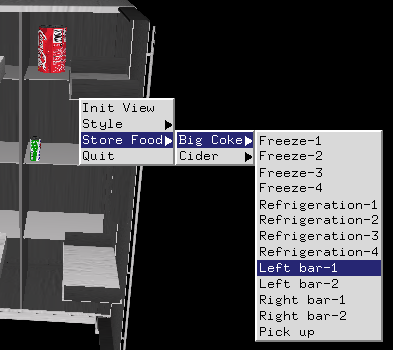 Init View
Style
Store Food
Quit
Big Coke
Cider
Freeze-1
Freeze-2
Freeze-3
Freeze-4
Refrigeration-1
Refrigeration-2
Refrigeration-3
Refrigeration-4
Left bar-1
Left bar-2
Right bar-1
Right bar-2
Pick up